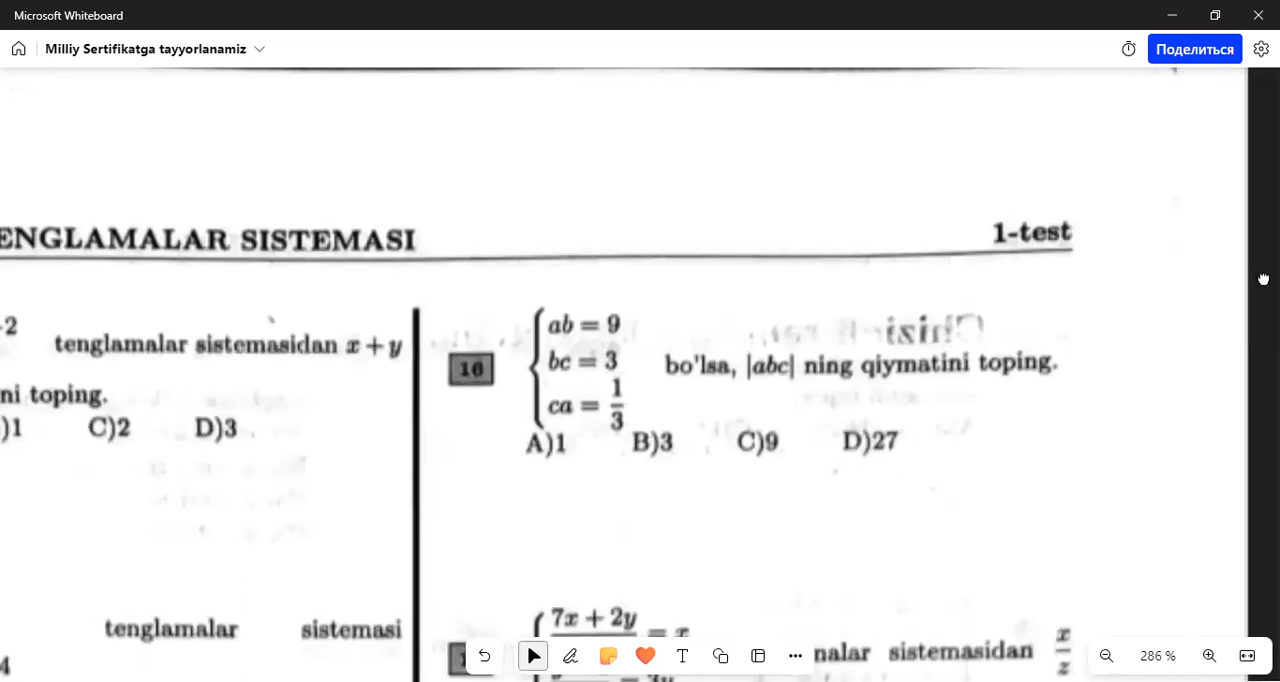 Microsoft Whiteboard
Milliy Sertifikatga tayyorlanamiz
Поделиться
ENGLAMALAR SISTEMASI
1-test
-2
tenglamalar sistemasidan x + y
ni toping.
)1 C)2 D)3
16
ab = 9
bc = 3
ca = 1/3
bo'lsa, |abc| ning qiymatini toping.
A)1 B)3 C)9 D)27
tenglamalar sistemasi
4
7x + 2y
= x
nalar sistemasidan x/z
= 3y
T
286 %